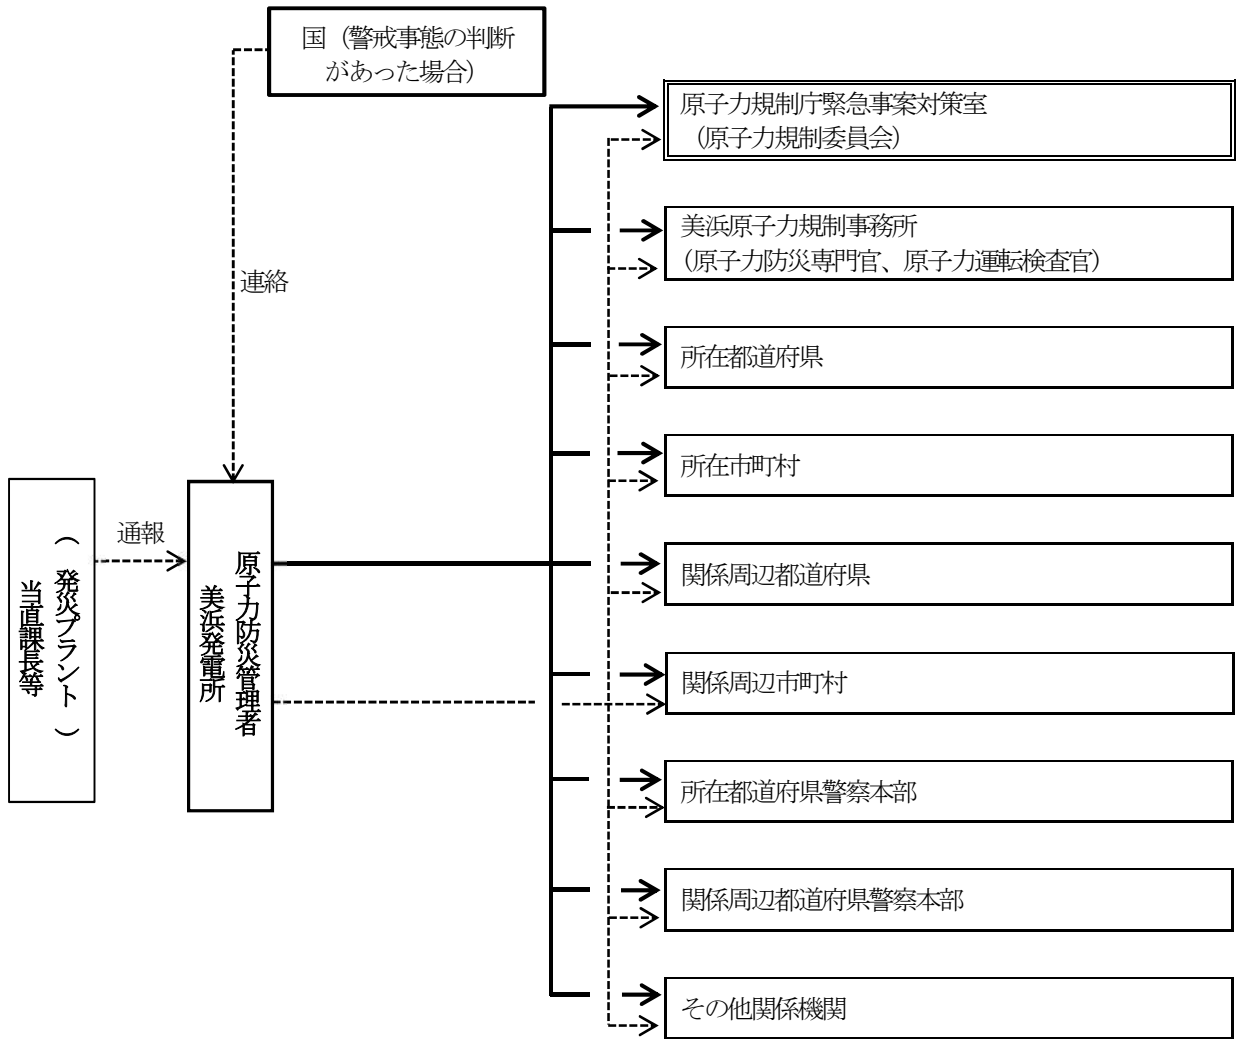 国（警戒事態の判断
があった場合）
原子力規制庁緊急事案対策室
（原子力規制委員会）
美浜原子力規制事務所
（原子力防災専門官、原子力運転検査官）
連絡
所在都道府県
所在市町村
通報
（発災プラント）
当直課長等
原子力防災管理者
美浜発電所
関係周辺都道府県
関係周辺市町村
所在都道府県警察本部
関係周辺都道府県警察本部
その他関係機関